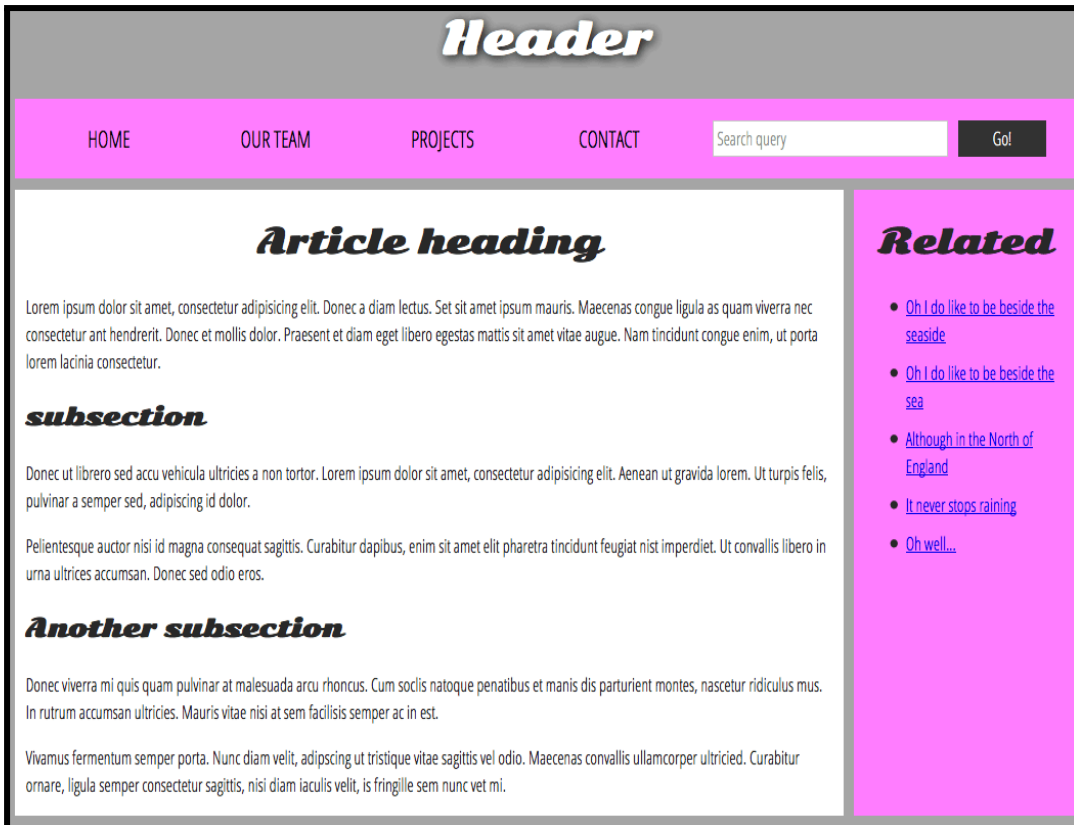 Header
HOME OUR TEAM PROJECTS CONTACT Search query Go!
Article heading
Lorem ipsum dolor sit amet, consectetur adipisicing elit. Donec a diam lectus. Set sit amet ipsum mauris. Maecenas congue ligula as quam viverra nec
consectetur ant hendrerit. Donec et mollis dolor. Praesent et diam eget libero egestas mattis sit amet vitae augue. Nam tincidunt congue enim, ut porta
lorem lacinia consectetur.
subsection
Donec ut librero sed accu vehicula ultricies a non tortor. Lorem ipsum dolor sit amet, consectetur adipisicing elit. Aenean ut gravida lorem. Ut turpis felis,
pulvinar a semper sed, adipiscing id dolor.
Pelientesque auctor nisi id magna consequat sagittis. Curabitur dapibus, enim sit amet elit pharetra tincidunt feugiat nist imperdiet. Ut convallis libero in
urna ultrices accumsan. Donec sed odio eros.
Another subsection
Donec viverra mi quis quam pulvinar at malesuada arcu rhoncus. Cum soclis natoque penatibus et manis dis parturient montes, nascetur ridiculus mus.
In rutrum accumsan ultricies. Mauris vitae nisi at sem facilisis semper ac in est.
Vivamus fermentum semper porta. Nunc diam velit, adipscing ut tristique vitae sagittis vel odio. Maecenas convallis ullamcorper ultricied. Curabitur
ornare, ligula semper consectetur sagittis, nisi diam iaculis velit, is fringille sem nunc vet mi.
Related
Oh I do like to be beside the
seaside
Oh I do like to be beside the
sea
Although in the North of
England
It never stops raining
Oh well...